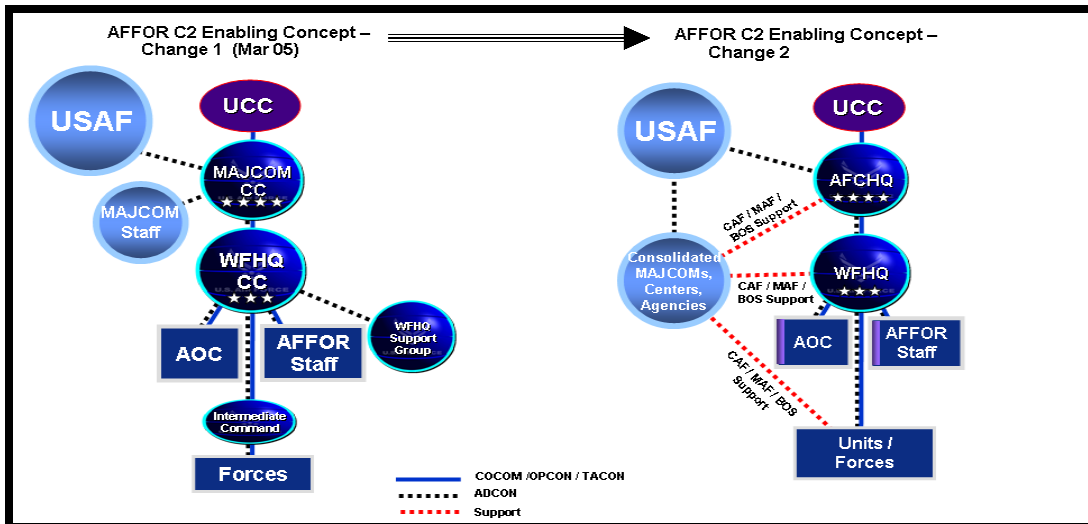 AFFOR C2 Enabling Concept –
Change 1 (Mar 05)
AFFOR C2 Enabling Concept –
Change 2
USAF
UCC
MAJCOM
CC
MAJCOM
Staff
WFHQ
CC
AOC
AFFOR
Staff
WFHQ
Support
Group
Intermediate
Command
Forces
USAF
UCC
AFCHQ
CAF / MAF /
BOS Support
Consolidated
MAJCOMs,
Centers,
Agencies
CAF / MAF /
BOS Support
WFHQ
AOC
AFFOR
Staff
CAF / MAF / BOS
Support
Units /
Forces
COCOM /OPCON / TACON
ADCON
Support